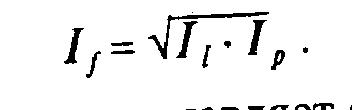 I_f = √(I_l · I_p).